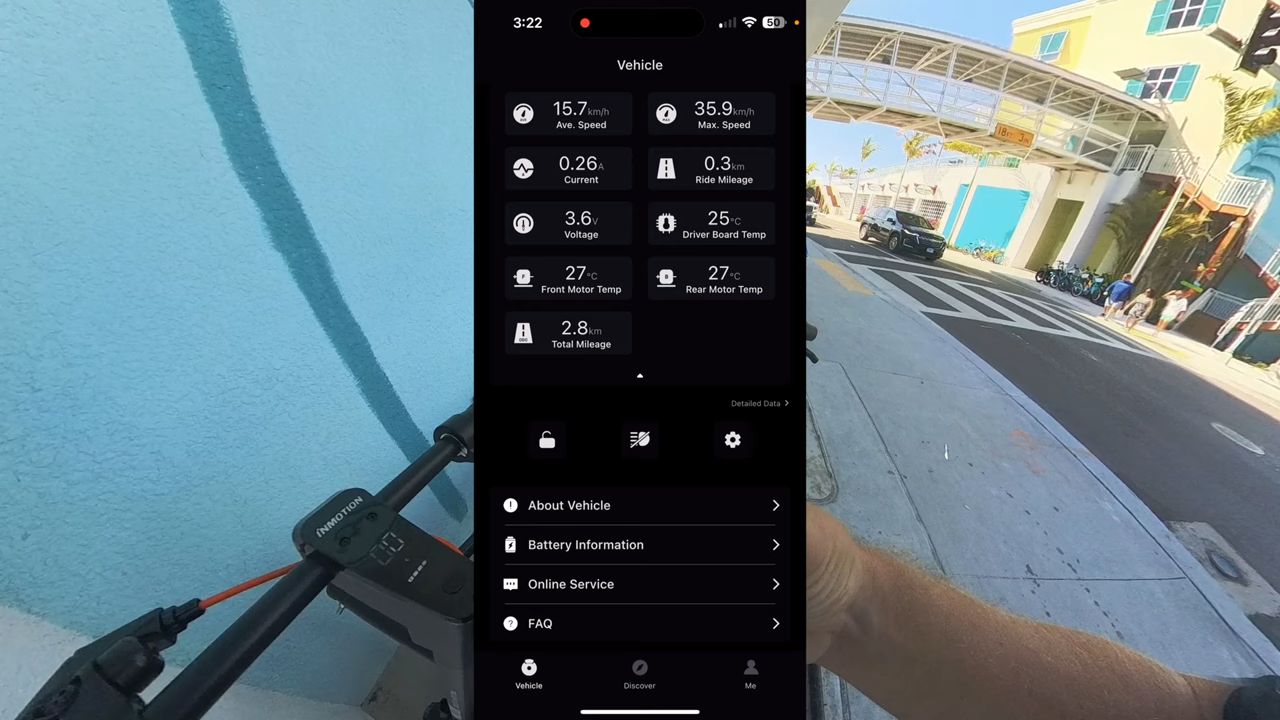 3:22
50
Vehicle
15.7km/h
Ave. Speed
35.9km/h
Max. Speed
0.26A
Current
0.3km
Ride Mileage
3.6V
Voltage
25°C
Driver Board Temp
27°C
Front Motor Temp
27°C
Rear Motor Temp
2.8km
Total Mileage
Detailed Data
About Vehicle
Battery Information
Online Service
FAQ
Vehicle
Discover
Me
INMOTION